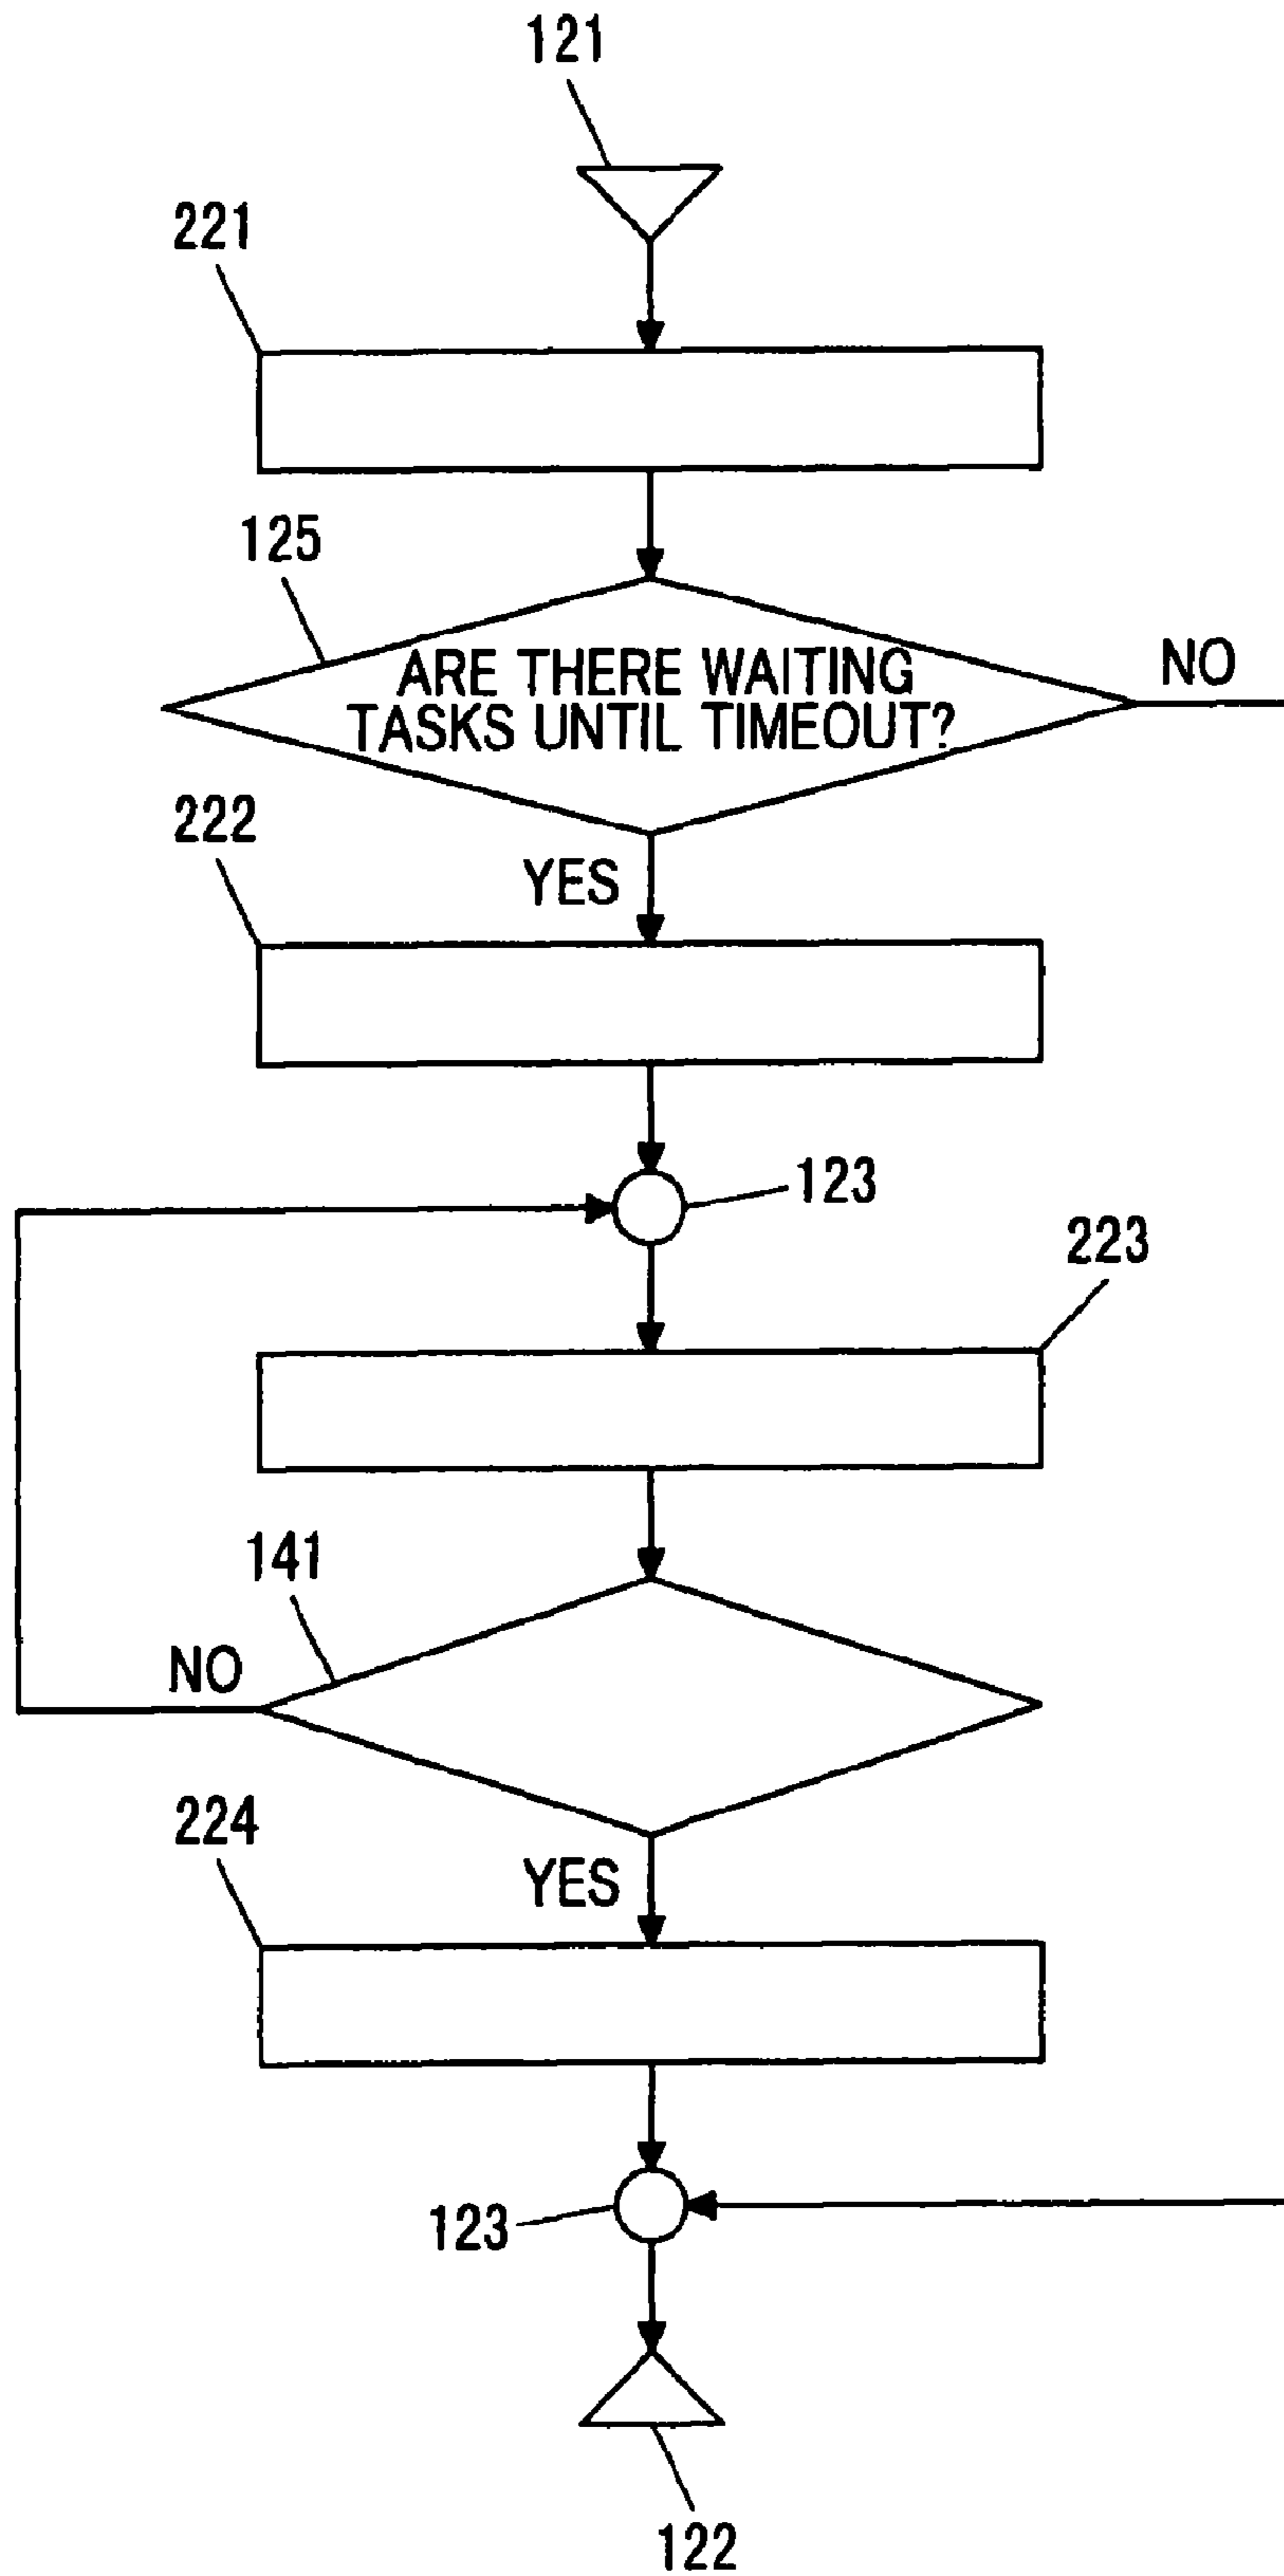 121
221
125
ARE THERE WAITING
TASKS UNTIL TIMEOUT?
NO
222
YES
123
223
141
NO
224
YES
123
122